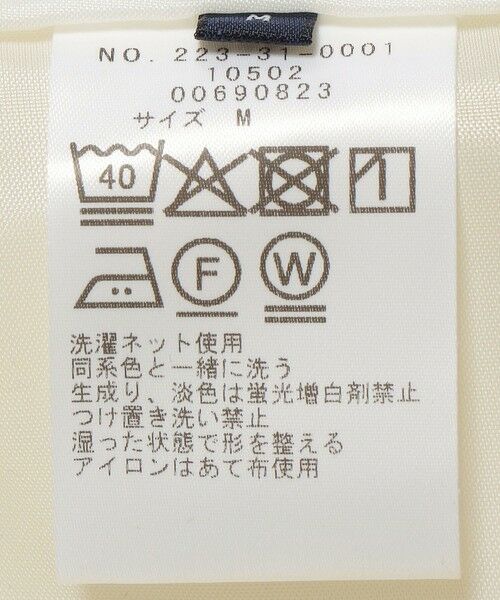 M
NO. 223-31-0001
10502
00690823
サイズ M
40
F W
洗濯ネット使用
同系色と一緒に洗う
生成り、淡色は蛍光増白剤禁止
つけ置き洗い禁止
湿った状態で形を整える
アイロンはあて布使用